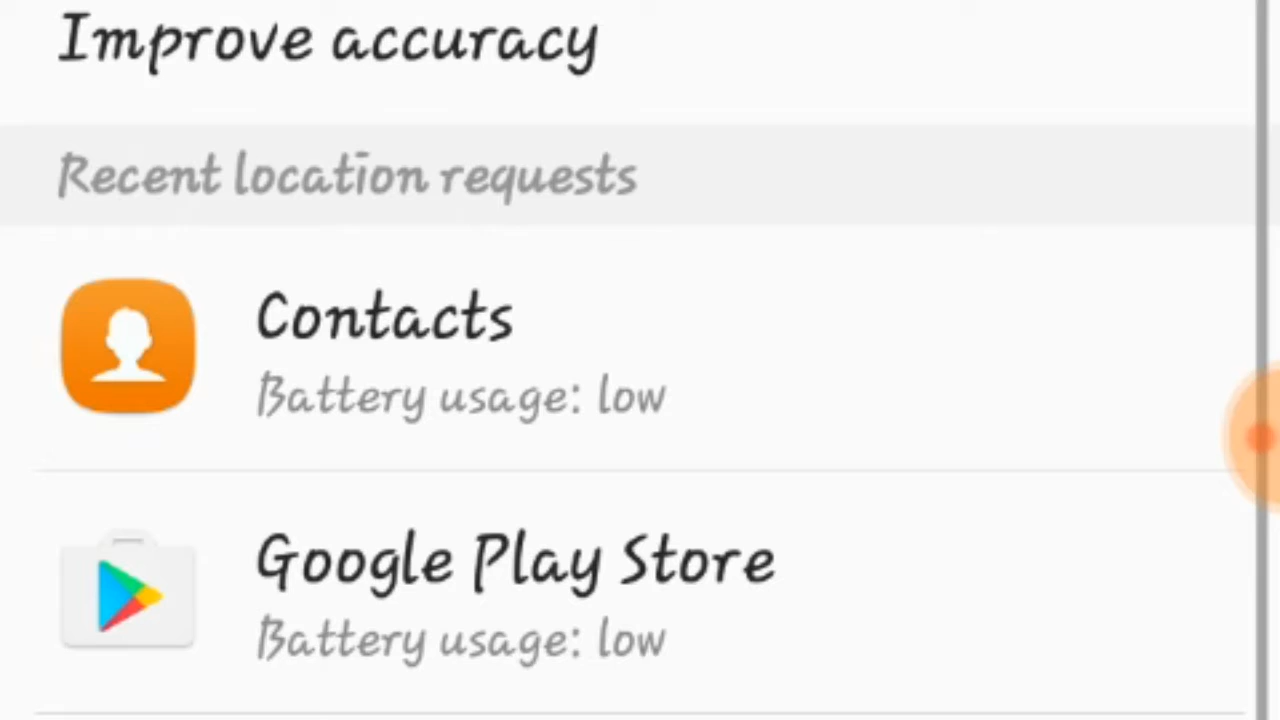 Improve accuracy
Recent location requests
Contacts
Battery usage: low
Google Play Store
Battery usage: low